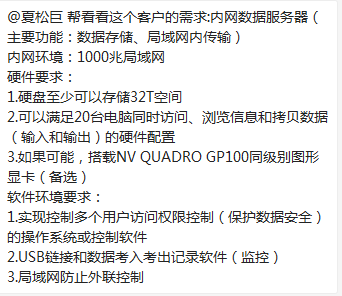 @夏松巨 帮看看这个客户的需求:内网数据服务器（
主要功能：数据存储、局域网内传输）
内网环境：1000兆局域网
硬件要求：
1.硬盘至少可以存储32T空间
2.可以满足20台电脑同时访问、浏览信息和拷贝数据
（输入和输出）的硬件配置
3.如果可能，搭载NV QUADRO GP100同级别图形
显卡（备选）
软件环境要求：
1.实现控制多个用户访问权限控制（保护数据安全）
的操作系统或控制软件
2.USB链接和数据考入考出记录软件（监控）
3.局域网防止外联控制